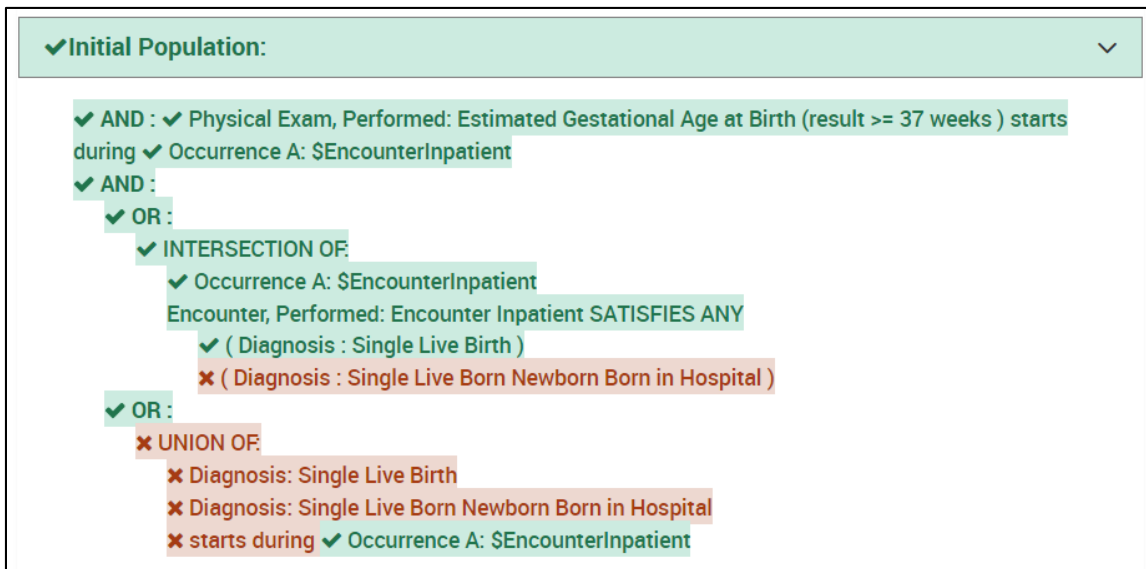 ✔Initial Population:
✔ AND : ✔ Physical Exam, Performed: Estimated Gestational Age at Birth (result >= 37 weeks ) starts
during ✔ Occurrence A: $EncounterInpatient
✔ AND :
✔ OR :
✔ INTERSECTION OF:
✔ Occurrence A: $EncounterInpatient
Encounter, Performed: Encounter Inpatient SATISFIES ANY
✔ ( Diagnosis : Single Live Birth )
✖ ( Diagnosis : Single Live Born Newborn Born in Hospital )
✔ OR :
✖ UNION OF:
✖ Diagnosis: Single Live Birth
✖ Diagnosis: Single Live Born Newborn Born in Hospital
✖ starts during ✔ Occurrence A: $EncounterInpatient